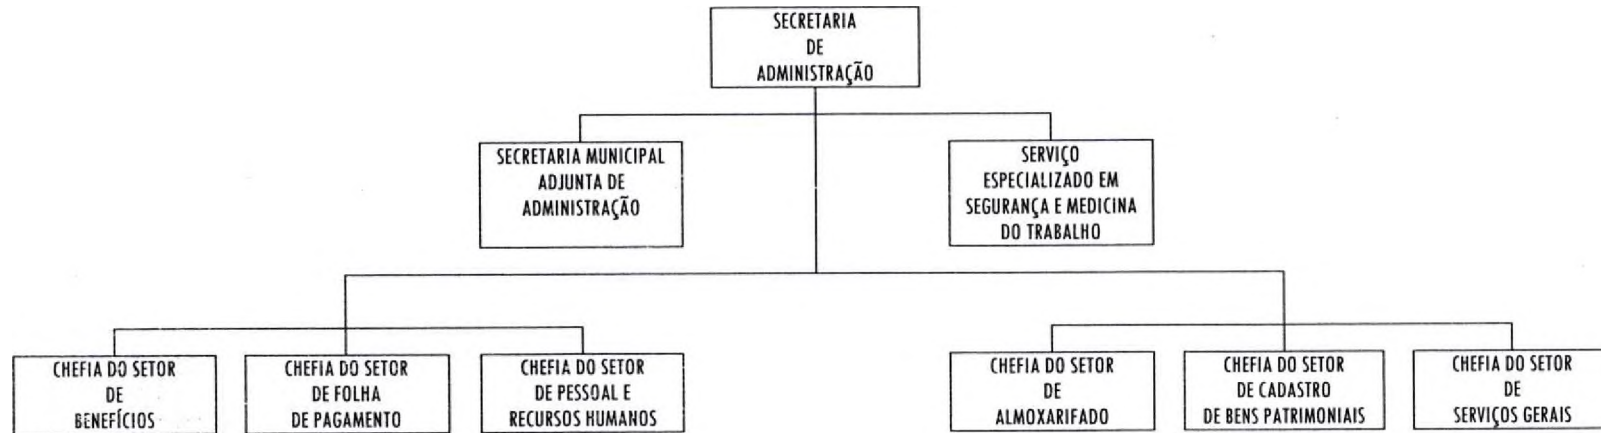 SECRETARIA
DE
ADMINISTRAÇÃO
SECRETARIA MUNICIPAL
ADJUNTA DE
ADMINISTRAÇÃO
SERVIÇO
ESPECIALIZADO EM
SEGURANÇA E MEDICINA
DO TRABALHO
CHEFIA DO SETOR
DE
BENEFÍCIOS
CHEFIA DO SETOR
DE FOLHA
DE PAGAMENTO
CHEFIA DO SETOR
DE PESSOAL E
RECURSOS HUMANOS
CHEFIA DO SETOR
DE
ALMOXARIFADO
CHEFIA DO SETOR
DE CADASTRO
DE BENS PATRIMONIAIS
CHEFIA DO SETOR
DE
SERVIÇOS GERAIS